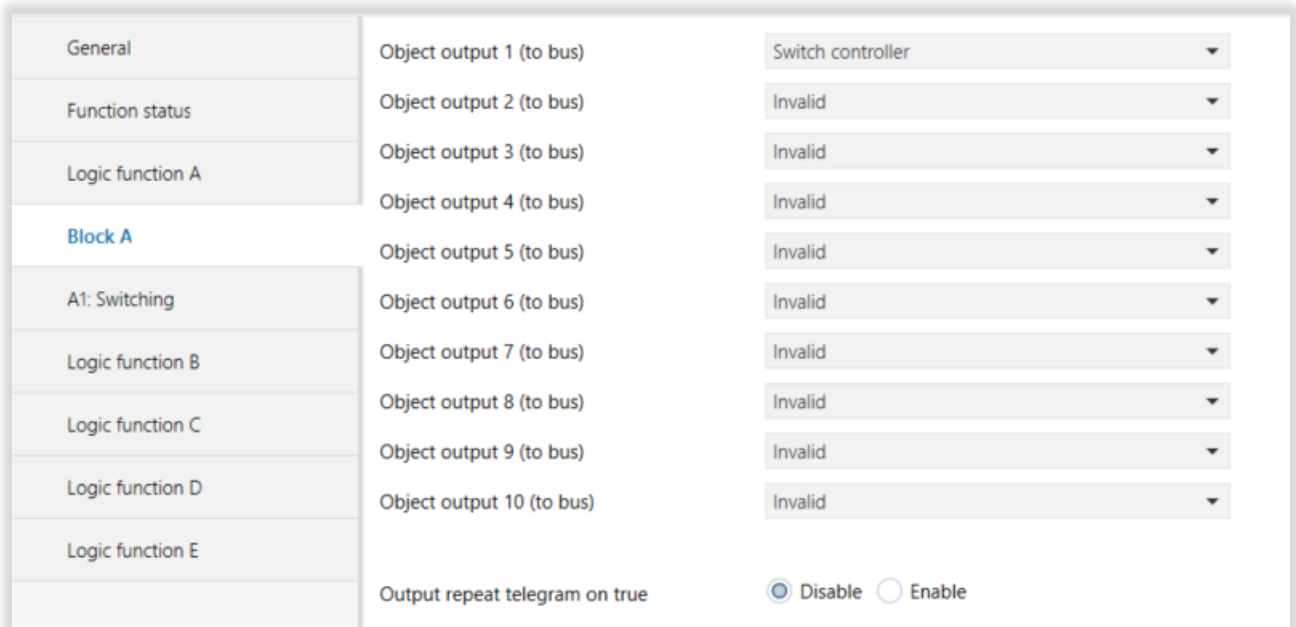 General
Function status
Logic function A
Block A
A1: Switching
Logic function B
Logic function C
Logic function D
Logic function E
Object output 1 (to bus) Switch controller
Object output 2 (to bus) Invalid
Object output 3 (to bus) Invalid
Object output 4 (to bus) Invalid
Object output 5 (to bus) Invalid
Object output 6 (to bus) Invalid
Object output 7 (to bus) Invalid
Object output 8 (to bus) Invalid
Object output 9 (to bus) Invalid
Object output 10 (to bus) Invalid
Output repeat telegram on true Disable Enable